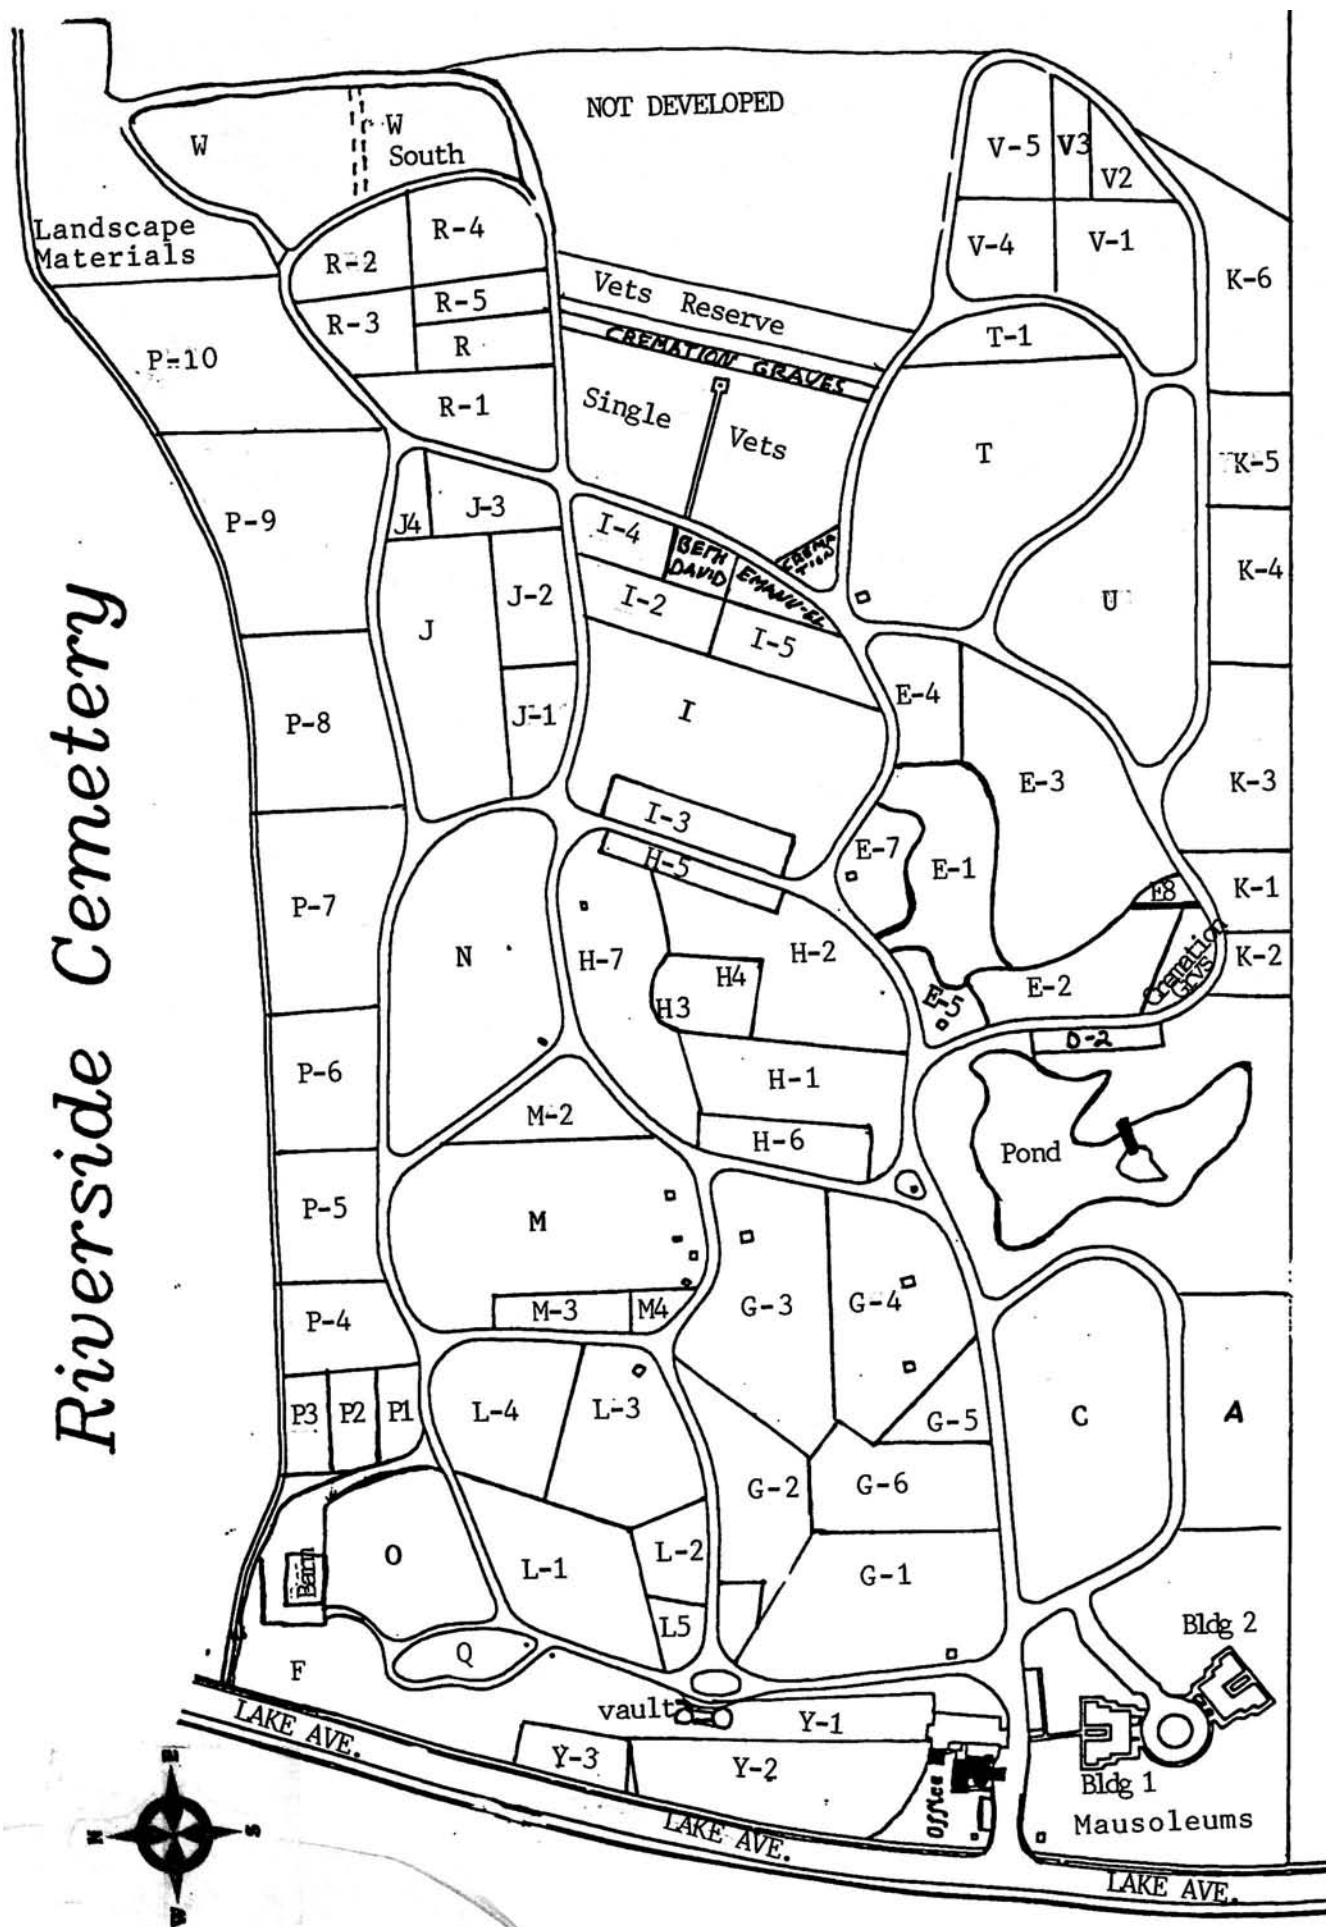 Riverside Cemetery
NOT DEVELOPED
W
W
South
V-5
V3
V2
Landscape
Materials
R-4
R-2
V-4
V-1
K-6
Vets Reserve
R-5
R-3
R
T-1
CREMATION GRAVES
P-10
R-1
Single
Vets
T
K-5
P-9
J4
J-3
I-4
BETH
DAVID
EMANU-EL
CREMA
TION
K-4
J-2
I-2
U
J
I-5
P-8
J-1
I
E-4
E-3
K-3
I-3
H-5
E-7
E-1
P-7
E8
K-1
N
H-7
H-2
H4
H3
E-5
E-2
Cremation
Grvs
K-2
D-2
P-6
H-1
M-2
H-6
Pond
P-5
M
G-3
G-4
M-3
M4
P-4
P3
P2
P1
L-4
L-3
G-5
C
A
G-2
G-6
O
Barn
L-1
L-2
G-1
L5
Bldg 2
F
Q
vault
Y-1
LAKE AVE.
Y-3
Y-2
Office
Bldg 1
Mausoleums
LAKE AVE.
LAKE AVE.
E
N
S
W